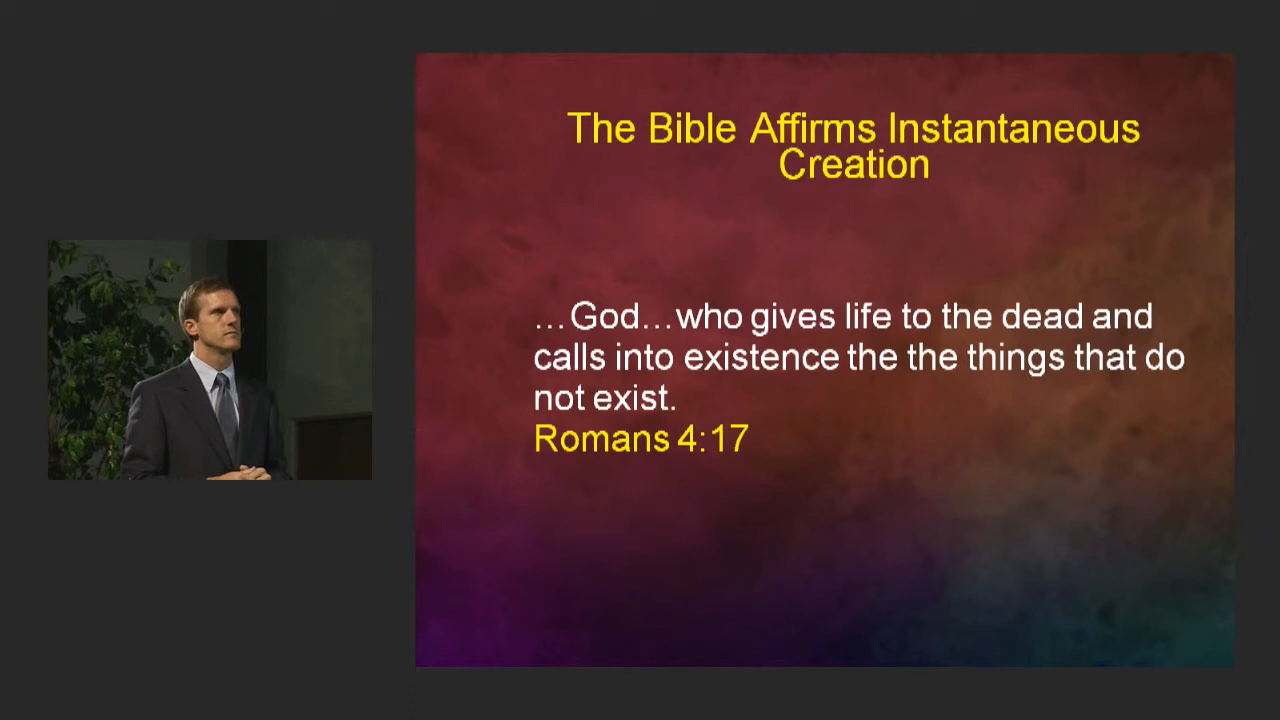 The Bible Affirms Instantaneous
Creation
…God…who gives life to the dead and
calls into existence the the things that do
not exist.
Romans 4:17